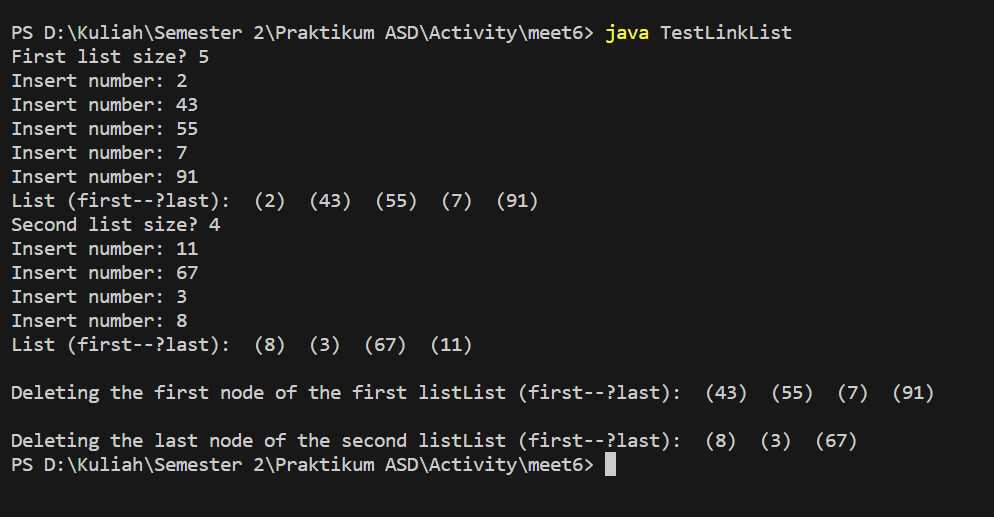 PS D:\Kuliah\Semester 2\Praktikum ASD\Activity\meet6> java TestLinkList
First list size? 5
Insert number: 2
Insert number: 43
Insert number: 55
Insert number: 7
Insert number: 91
List (first--?last):  (2)  (43)  (55)  (7)  (91)
Second list size? 4
Insert number: 11
Insert number: 67
Insert number: 3
Insert number: 8
List (first--?last):  (8)  (3)  (67)  (11)
Deleting the first node of the first listList (first--?last):  (43)  (55)  (7)  (91)
Deleting the last node of the second listList (first--?last):  (8)  (3)  (67)
PS D:\Kuliah\Semester 2\Praktikum ASD\Activity\meet6>